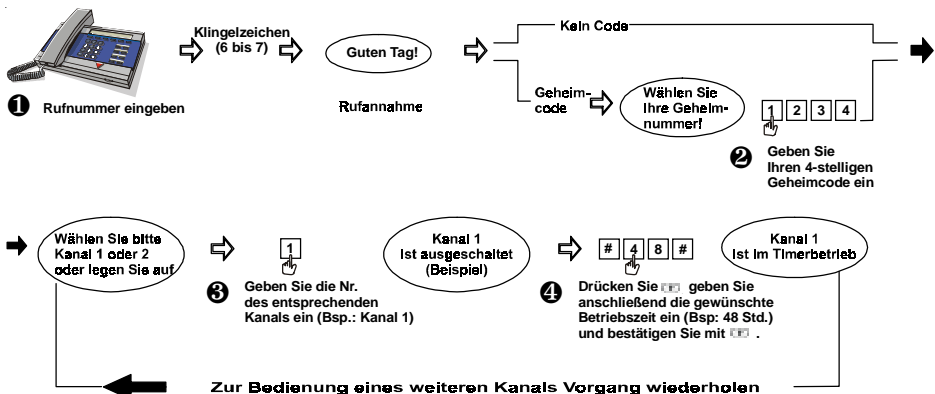 Klingelzeichen
(6 bis 7)
Guten Tag!
Kein Code
❶ Rufnummer eingeben
Rufannahme
Geheim-
code
Wählen Sie
Ihre Geheim-
nummer!
1 2 3 4
❷ Geben Sie
Ihren 4-stelligen
Geheimcode ein
Wählen Sie bitte
Kanal 1 oder 2
oder legen Sie auf
1
❸ Geben Sie die Nr.
des entsprechenden
Kanals ein (Bsp.: Kanal 1)
Kanal 1
ist ausgeschaltet
(Beispiel)
# 4 8 #
❹ Drücken Sie geben Sie
anschließend die gewünschte
Betriebszeit ein (Bsp: 48 Std.)
und bestätigen Sie mit .
Kanal 1
ist im Timerbetrieb
Zur Bedienung eines weiteren Kanals Vorgang wiederholen